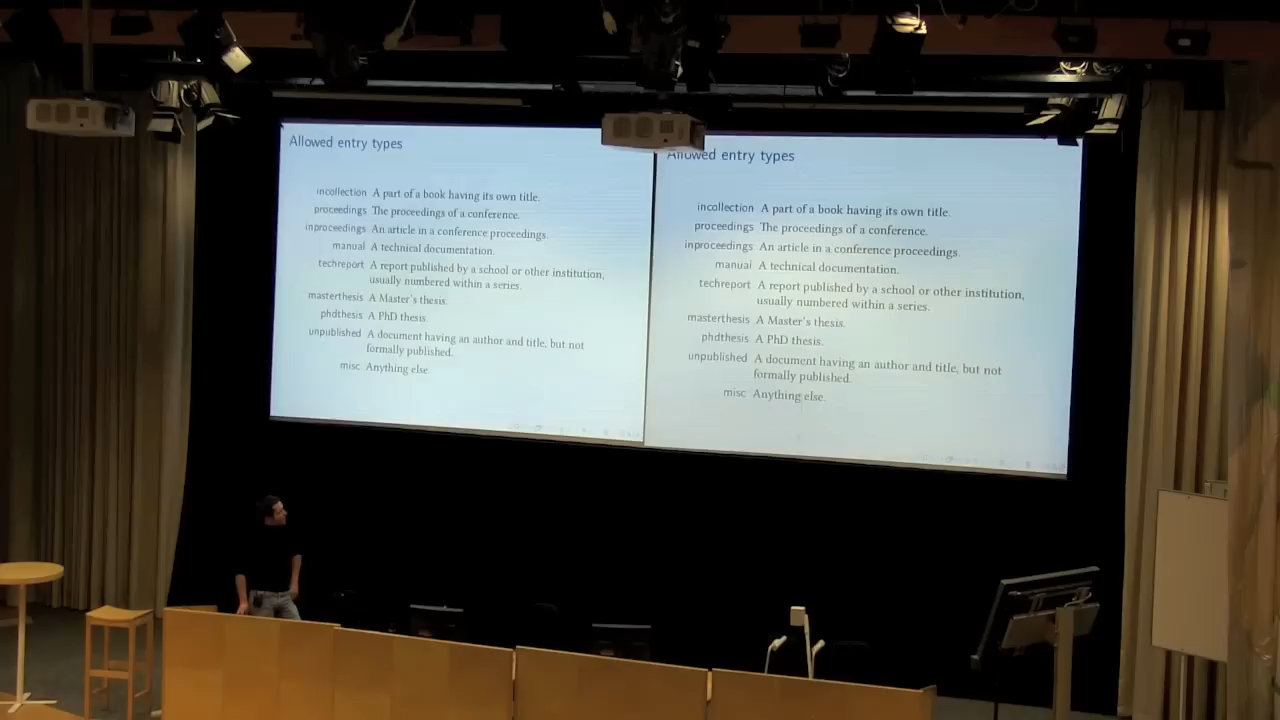 Allowed entry types
incollection A part of a book having its own title.
proceedings The proceedings of a conference.
inproceedings An article in a conference proceedings.
manual A technical documentation.
techreport A report published by a school or other institution,
usually numbered within a series.
masterthesis A Master's thesis.
phdthesis A PhD thesis.
unpublished A document having an author and title, but not
formally published.
misc Anything else.
Allowed entry types
incollection A part of a book having its own title.
proceedings The proceedings of a conference.
inproceedings An article in a conference proceedings.
manual A technical documentation.
techreport A report published by a school or other institution,
usually numbered within a series.
masterthesis A Master's thesis.
phdthesis A PhD thesis.
unpublished A document having an author and title, but not
formally published.
misc Anything else.